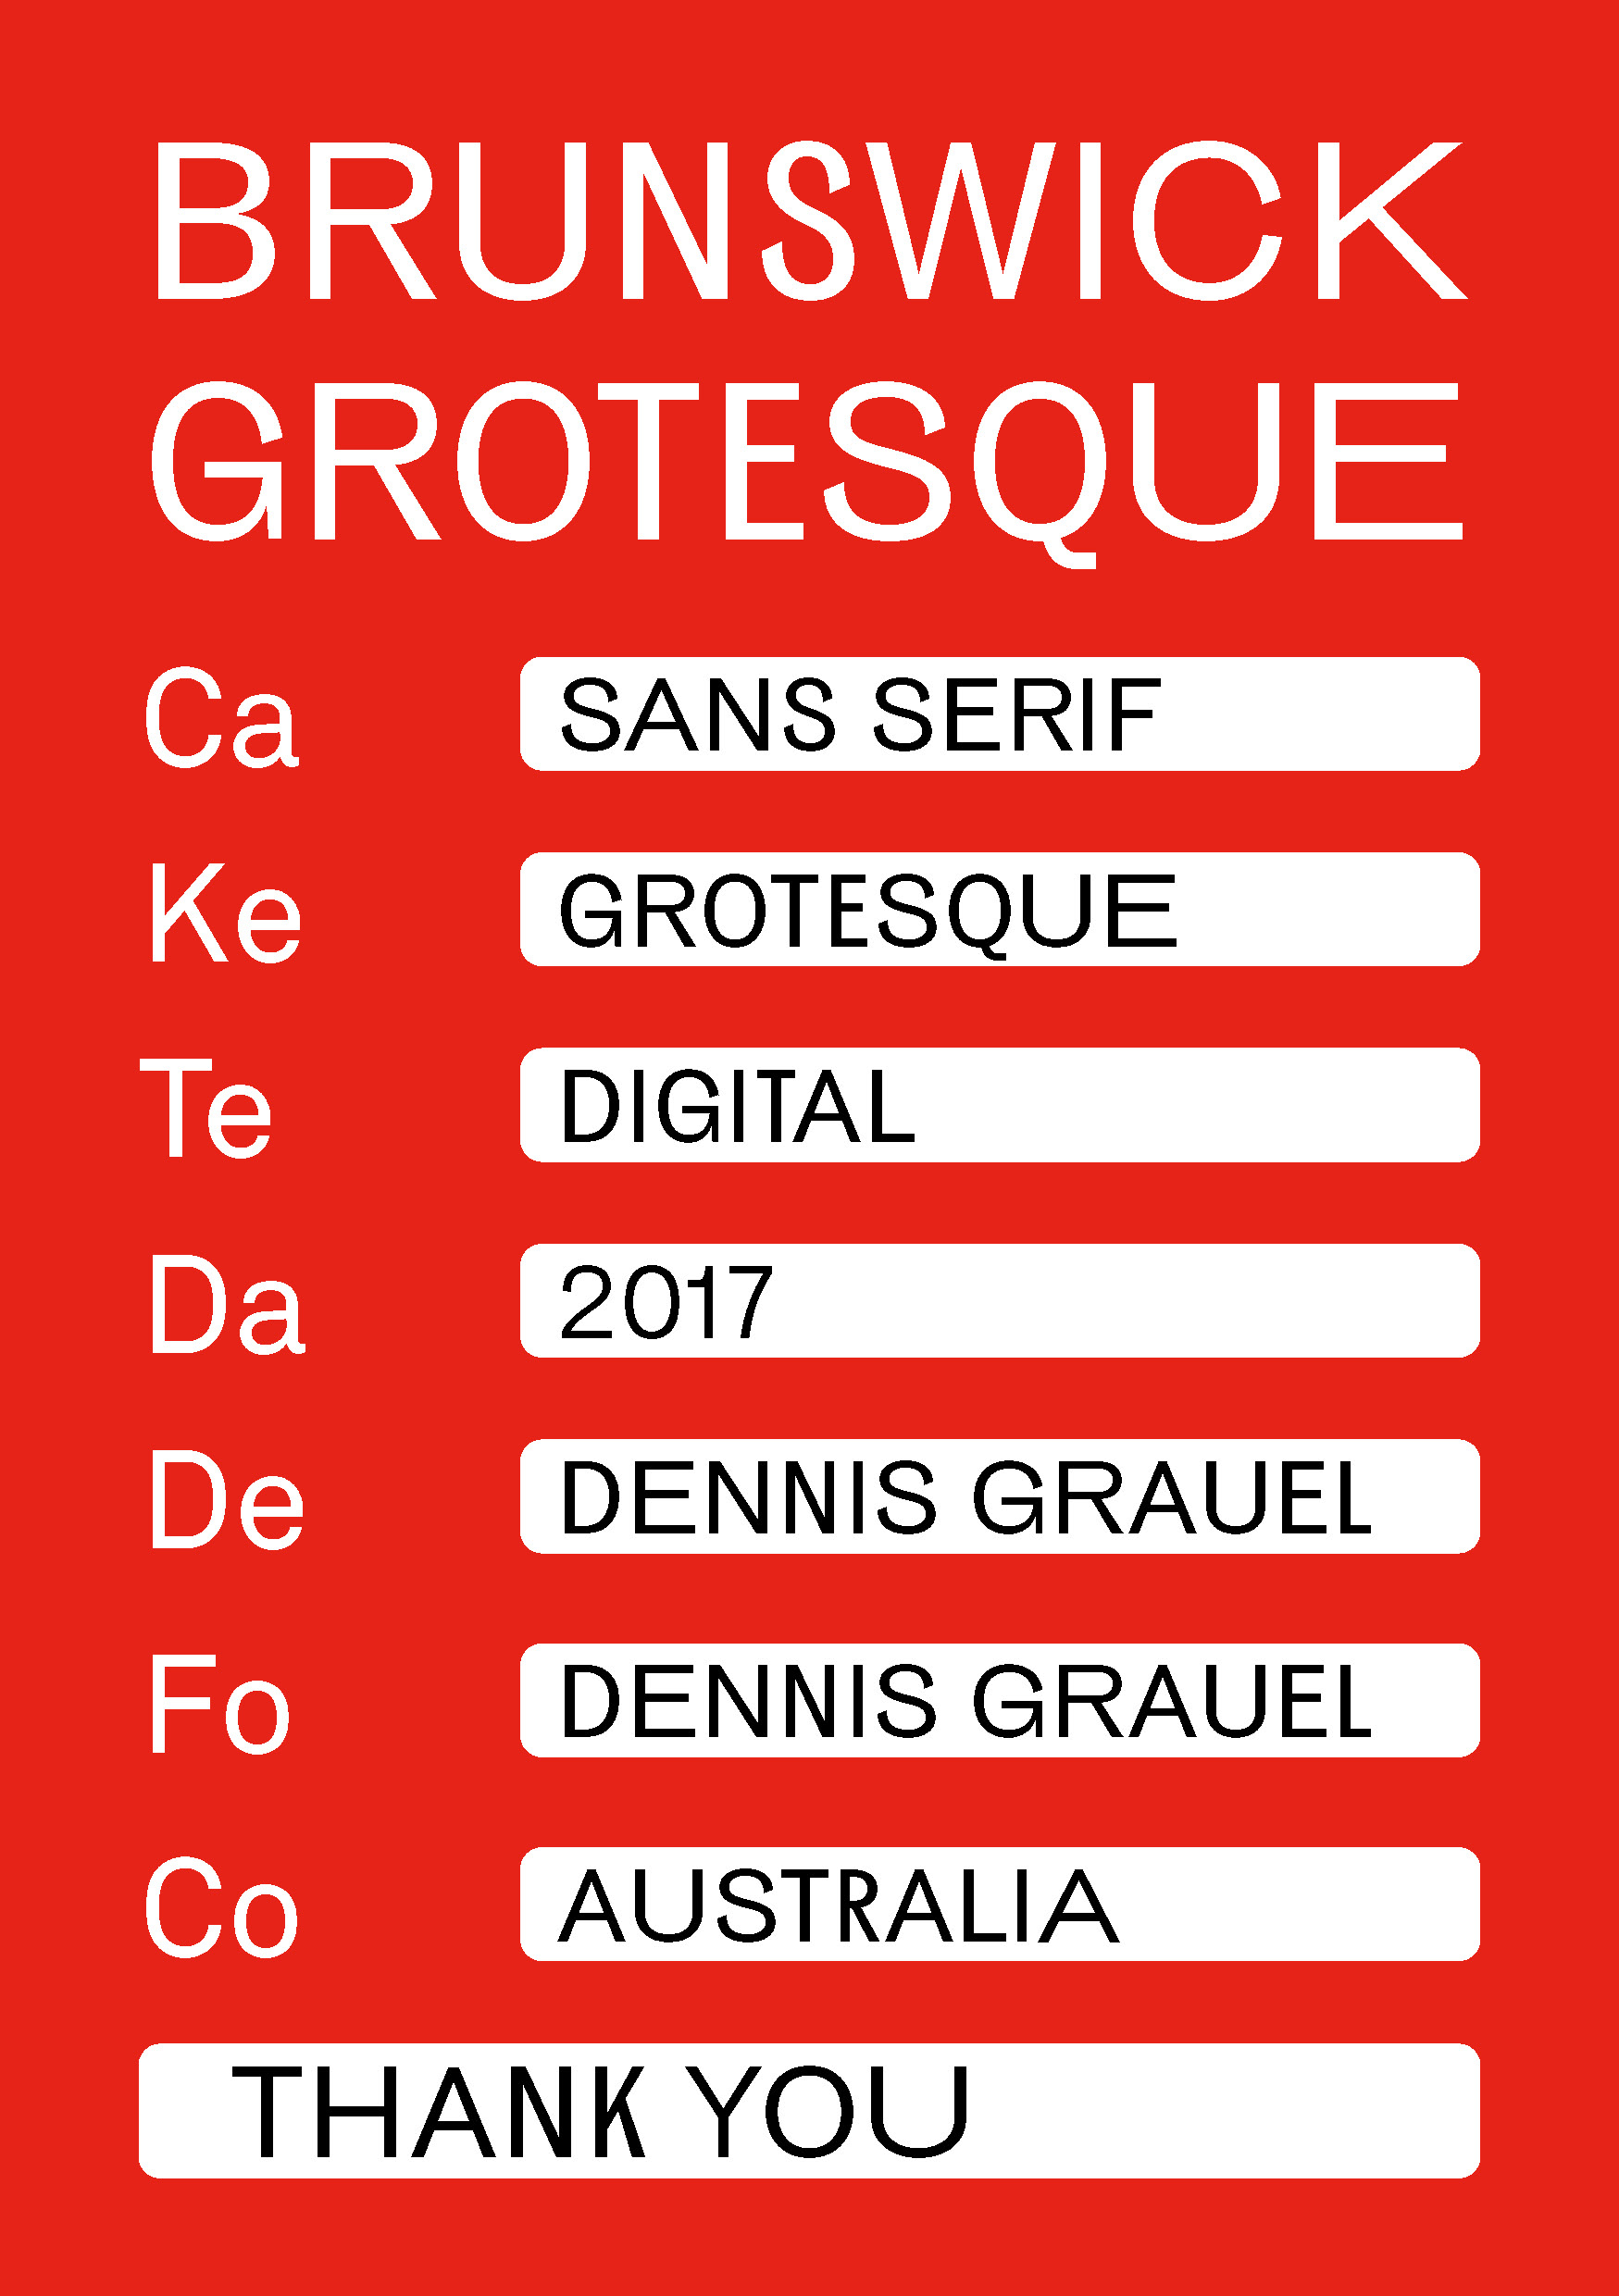 BRUNSWICK
GROTESQUE
Ca SANS SERIF
Ke GROTESQUE
Te DIGITAL
Da 2017
De DENNIS GRAUEL
Fo DENNIS GRAUEL
Co AUSTRALIA
THANK YOU